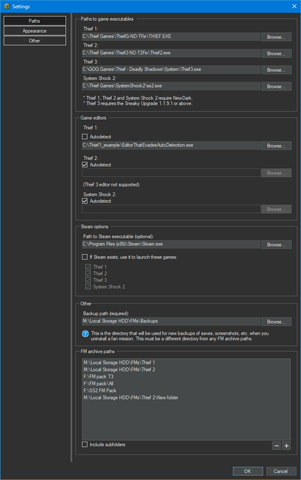 Settings
Paths
Appearance
Other
Paths to game executables
Thief 1:
C:\Thief Games\ThiefG-ND-TFix\THIEF.EXE
Browse...
Thief 2:
C:\Thief Games\Thief2-ND-T2Fix\Thief2.exe
Browse...
Thief 3:
C:\GOG Games\Thief - Deadly Shadows\System\Thief3.exe
Browse...
System Shock 2:
C:\Thief Games\SystemShock2\ss2.exe
Browse...
* Thief 1, Thief 2 and System Shock 2 require NewDark.
* Thief 3 requires the Sneaky Upgrade 1.1.9.1 or above.
Game editors
Thief 1:
Autodetect
C:\Thief1_example\EditorThatEvadesAutoDetection.exe
Browse...
Thief 2:
Autodetect
Browse...
(Thief 3 editor not supported)
System Shock 2:
Autodetect
Browse...
Steam options
Path to Steam executable (optional):
C:\Program Files (x86)\Steam\Steam.exe
Browse...
If Steam exists, use it to launch these games:
Thief 1
Thief 2
Thief 3
System Shock 2
Other
Backup path (required):
M:\Local Storage HDD\FMs\Backups
Browse...
This is the directory that will be used for new backups of saves, screenshots, etc. when you
uninstall a fan mission. This must be a different directory from any FM archive paths.
FM archive paths
M:\Local Storage HDD\FMs\Thief 1
M:\Local Storage HDD\FMs\Thief 2
F:\FM pack T3
F:\FM pack\All
F:\SS2 FM Pack
M:\Local Storage HDD\FMs\Thief 2\New folder
Include subfolders
OK
Cancel